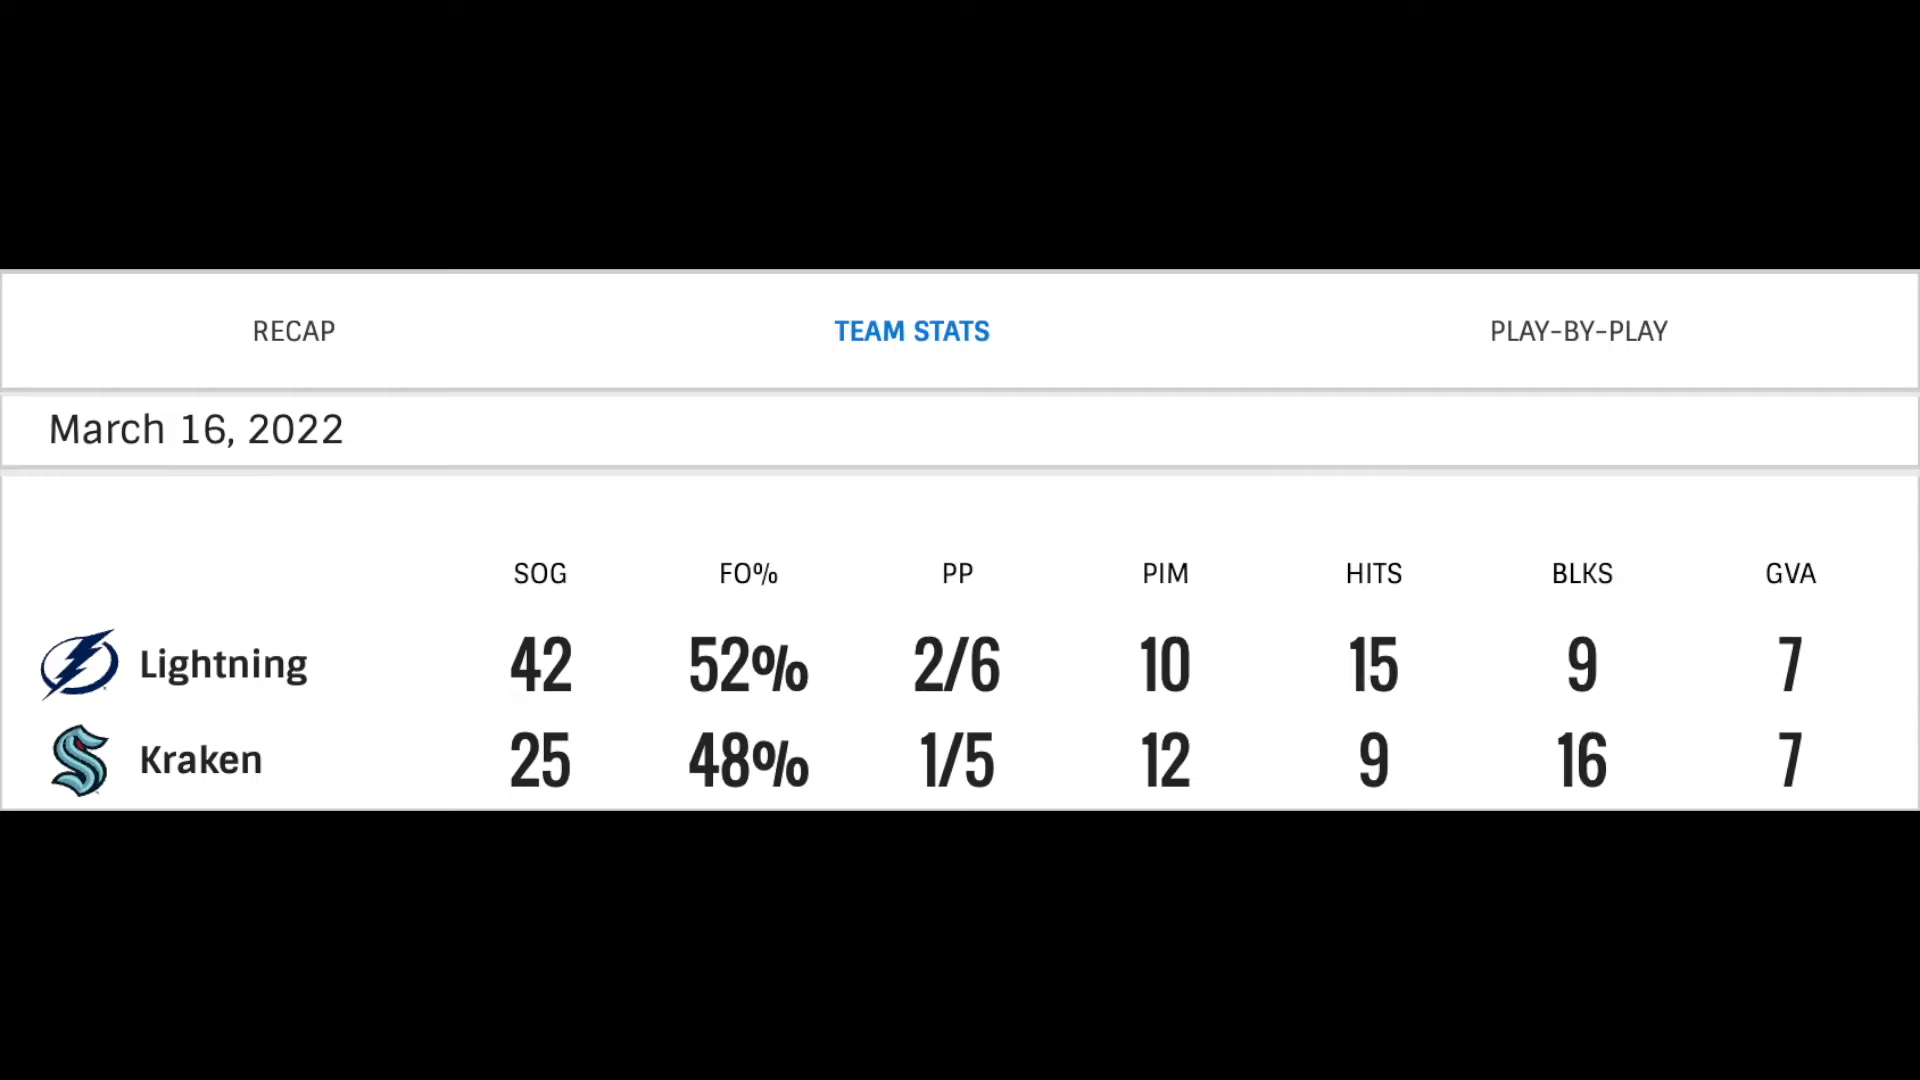 RECAP TEAM STATS PLAY-BY-PLAY
March 16, 2022
SOG FO% PP PIM HITS BLKS GVA
Lightning 42 52% 2/6 10 15 9 7
Kraken 25 48% 1/5 12 9 16 7